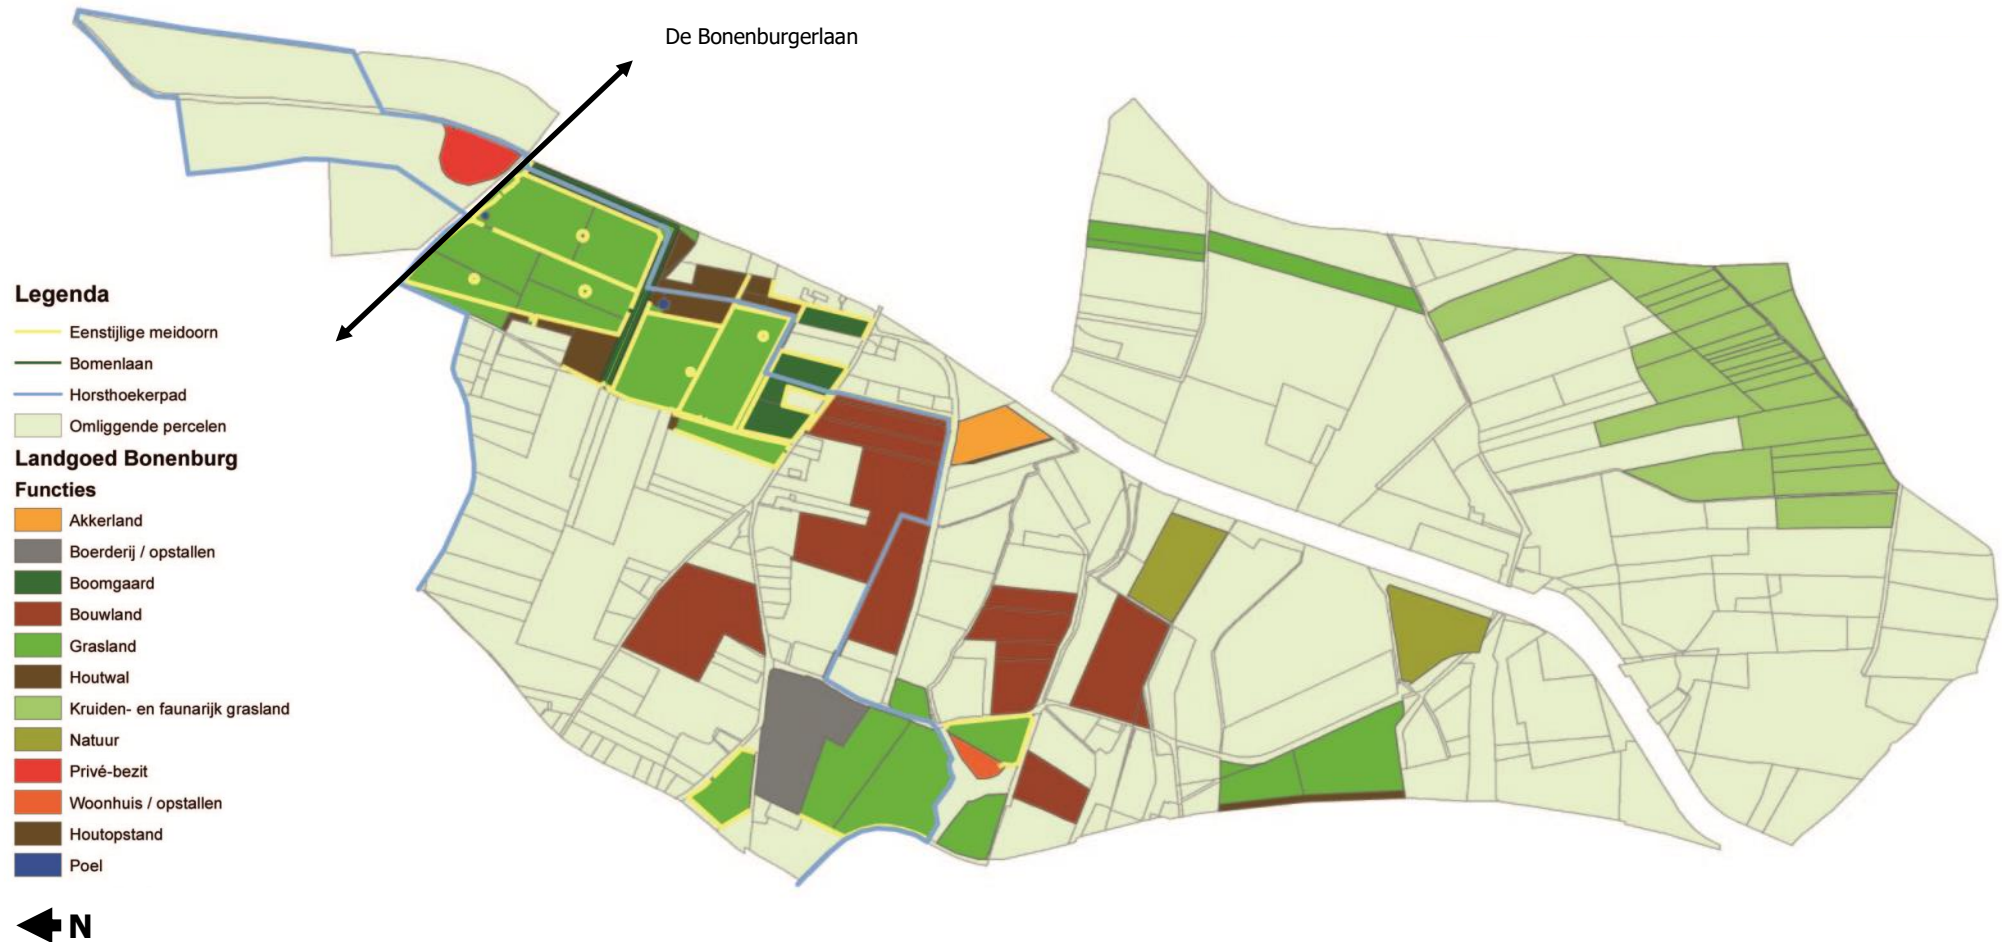 De Bonenburgerlaan
Legenda
Eenstijlige meidoorn
Bomenlaan
Horsthoekerpad
Omliggende percelen
Landgoed Bonenburg
Functies
Akkerland
Boerderij / opstallen
Boomgaard
Bouwland
Grasland
Houtwal
Kruiden- en faunarijk grasland
Natuur
Privé-bezit
Woonhuis / opstallen
Houtopstand
Poel
N